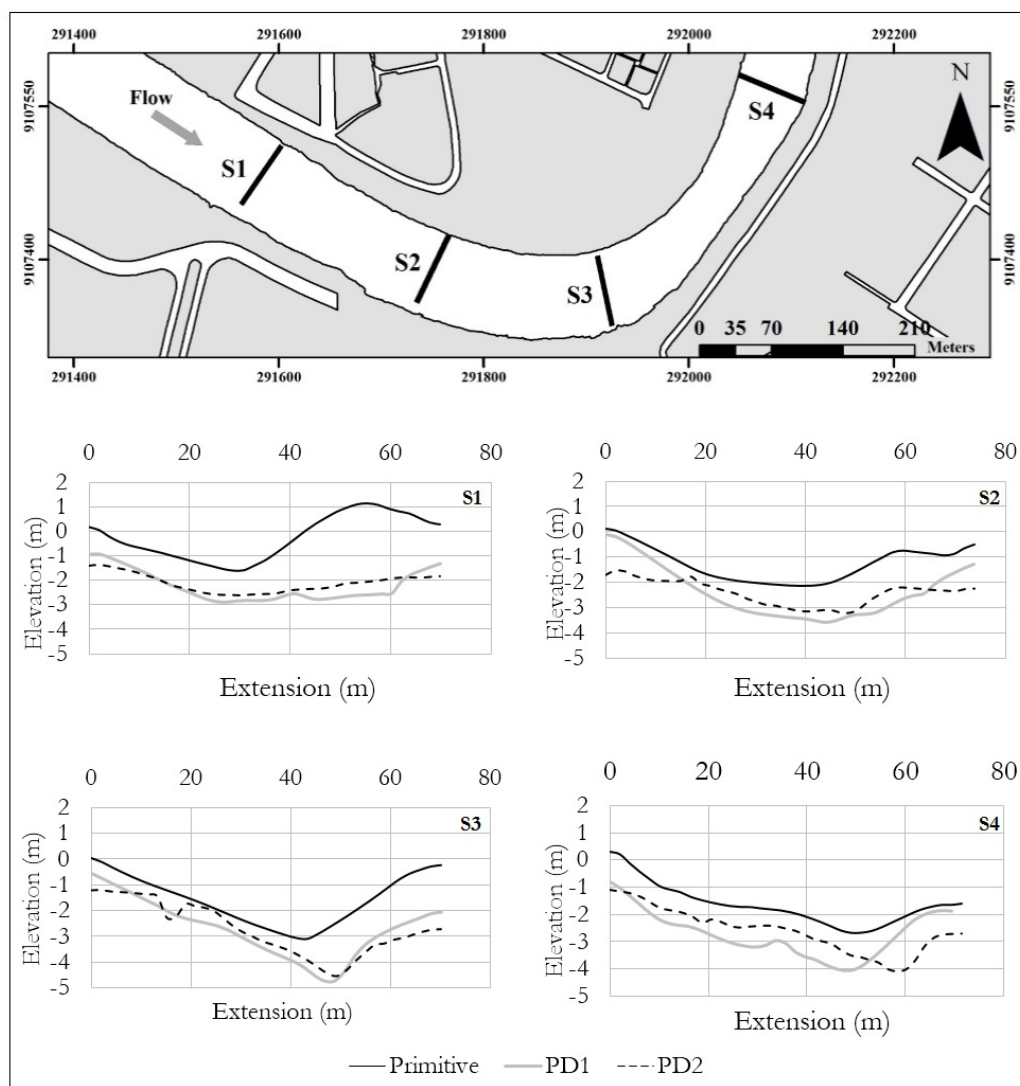 291400 291600 291800 292000 292200
9107550 9107550
Flow
N
S1
S2
S3
S4
9107400 9107400
0 35 70 140 210
Meters
291400 291600 291800 292000 292200
0 20 40 60 80
S1
2
1
0
-1
-2
-3
-4
-5
Elevation (m)
Extension (m)
0 20 40 60 80
S2
2
1
0
-1
-2
-3
-4
-5
Elevation (m)
Extension (m)
0 20 40 60 80
S3
2
1
0
-1
-2
-3
-4
-5
Elevation (m)
Extension (m)
0 20 40 60 80
S4
2
1
0
-1
-2
-3
-4
-5
Elevation (m)
Extension (m)
Primitive PD1 PD2